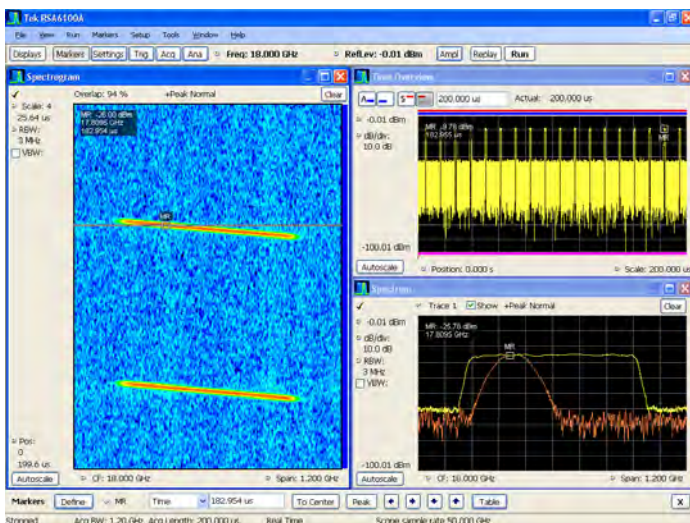 Tek RSA6100A
File View Run Markers Setup Tools Window Help
Displays Markers Settings Trig Acq Ana Freq: 18.000 GHz RefLev: -0.01 dBm Ampl Replay Run
Spectrogram
Overlap: 94 % +Peak Normal Clear
Scale: 4
25.64 us
RBW:
3 MHz
VBW:
MR: -26.00 dBm
17.8095 GHz
182.954 us
MR
Pos:
0
199.6 us
Autoscale CF: 18.000 GHz Span: 1.200 GHz
Time Overview
200.000 us Actual: 200.000 us
-0.01 dBm
dB/div:
10.0 dB
MR: -9.78 dBm
182.955 us
MR
-100.01 dBm
Autoscale Position: 0.000 s Scale: 200.000 us
Spectrum
Trace 1 Show +Peak Normal Clear
-0.01 dBm
dB/div:
10.0 dB
RBW:
3 MHz
VBW:
MR: -25.78 dBm
17.8095 GHz
MR
-100.01 dBm
Autoscale CF: 18.000 GHz Span: 1.200 GHz
Markers Define MR Time 182.954 us To Center Peak Table X
Stopped Acq BW: 1.20 GHz, Acq Length: 200.000 us Real Time Scope sample rate 50.000 GHz